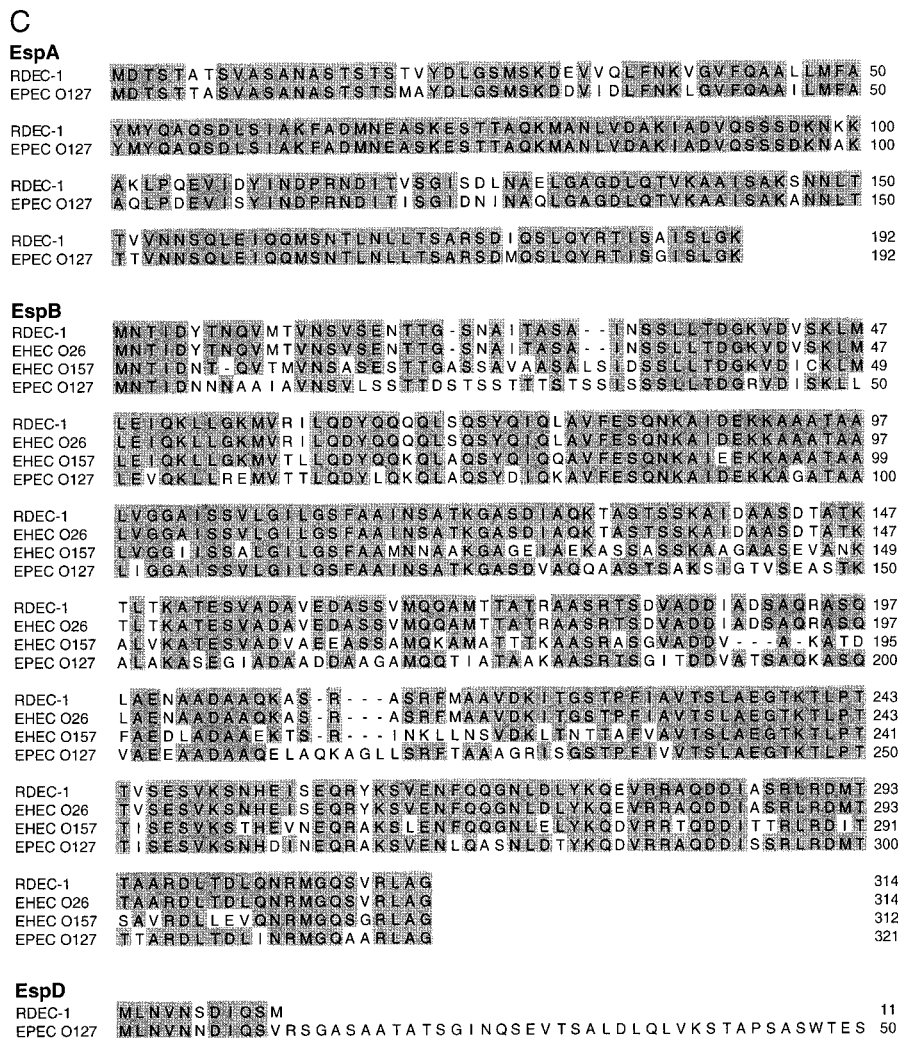 C
EspA
RDEC-1 MDTSTATSVASANASTSTSTVYDLGSMSKDEVVQLFNKVGVFQAALLMFA 50
EPEC O127 MDTSTTASVASANASTSTSMAYDLGSMSKDDVIDLFNKLGVFQAAILMFA 50
RDEC-1 YMYQAQSDLSIAKFADMNEASKESTTAQKMANLVDAKIADVQSSSDKNKK 100
EPEC O127 YMYQAQSDLSIAKFADMNEASKESTTAQKMANLVDAKIADVQSSSDKNAK 100
RDEC-1 AKLPQEVIDYINDPRNDITVSGISDLNAELGAGDLQTVKAAISAKSNNLT 150
EPEC O127 AQLPDEVISYINDPRNDITISGIDNINAQLGAGDLQTVKAAISAKANNLT 150
RDEC-1 TVVNNSQLEIQQMSNTLNLLTSARSDIQSLQYRTISAISLGK 192
EPEC O127 TTVNNSQLEIQQMSNTLNLLTSARSDMQSLQYRTISGISLGK 192
EspB
RDEC-1 MNTIDYTNQVMTVNSVSENTTG-SNAITASA--INSSLLTDGKVDVSKLM 47
EHEC O26 MNTIDYTNQVMTVNSVSENTTG-SNAITASA--INSSLLTDGKVDVSKLM 47
EHEC O157 MNTIDNT-QVTMVNSASESTTGASSAVAASALSIDSSLLTDGKVDICKLM 49
EPEC O127 MNTIDNNNAAIAVNSVLSSTTDSTSSTTTSTSSISSSLLTDGRVDISKLL 50
RDEC-1 LEIQKLLGKMVRILQDYQQQQLSQSYQIQLAVFESQNKAIDEKKAAATAA 97
EHEC O26 LEIQKLLGKMVRILQDYQQQQLSQSYQIQLAVFESQNKAIDEKKAAATAA 97
EHEC O157 LEIQKLLGKMVTLLQDYQQKQLAQSYQIQQAVFESQNKAIEEKKAAATAA 99
EPEC O127 LEVQKLLREMVTTLQDYLQKQLAQSYDIQKAVFESQNKAIDEKKAGATAA 100
RDEC-1 LVGGAISSVLGILGSFAAINSATKGASDIAQKTASTSSKAIDAASDTATK 147
EHEC O26 LVGGAISSVLGILGSFAAINSATKGASDIAQKTASTSSKAIDAASDTATK 147
EHEC O157 LVGGIISSALGILGSFAAMNNAAKGAGEIAEKASSASSKAAGAASEVANK 149
EPEC O127 LIGGAISSVLGILGSFAAINSATKGASDVAQQAASTSAKSIGTVSEASTK 150
RDEC-1 TLTKATESVADAVEDASSVMQQAMTTATRAASRTSDVADDIADSAQRASQ 197
EHEC O26 TLTKATESVADAVEDASSVMQQAMTTATRAASRTSDVADDIADSAQRASQ 197
EHEC O157 ALVKATESVADVAEEASSAMQKAMATTTKAASRASGVADDV---A-KATD 195
EPEC O127 ALAKASEGIADAADDAAGAMQQTIATAAKAASRTSGITDDVATSAQKASQ 200
RDEC-1 LAENAADAAQKAS-R---ASRFMAAVDKITGSTPFIAVTSLAEGTKTLPT 243
EHEC O26 LAENAADAAQKAS-R---ASRFMAAVDKITGSTPFIAVTSLAEGTKTLPT 243
EHEC O157 FAEDLADAAEKTS-R---INKLLNSVDKLTNTTAFVAVTSLAEGTKTLPT 241
EPEC O127 VAEEAADAAQELAQKAGLLSRFTAAAGRISGSTPFIVVTSLAEGTKTLPT 250
RDEC-1 TVSESVKSNHEISEQRYKSVENFQQGNLDLYKQEVRRAQDDIASRLRDMT 293
EHEC O26 TVSESVKSNHEISEQRYKSVENFQQGNLDLYKQEVRRAQDDIASRLRDMT 293
EHEC O157 TISESVKSTHEVNEQRAKSLENFQQGNLELYKQDVRRTQDDITTRLRDIT 291
EPEC O127 TISESVKSNHDINEQRAKSVENLQASNLDTYKQDVRRAQDDISSRLRDMT 300
RDEC-1 TAARDLTDLQNRMGQSVRLAG 314
EHEC O26 TAARDLTDLQNRMGQSVRLAG 314
EHEC O157 SAVRDLLEVQNRMGQSGRLAG 312
EPEC O127 TTARDLTDLINRMGQAARLAG 321
EspD
RDEC-1 MLNVNSDIQSM 11
EPEC O127 MLNVNNDIQSVRSGASAATATSGINQSEVTSALDLQLVKSTAPSASWTES 50